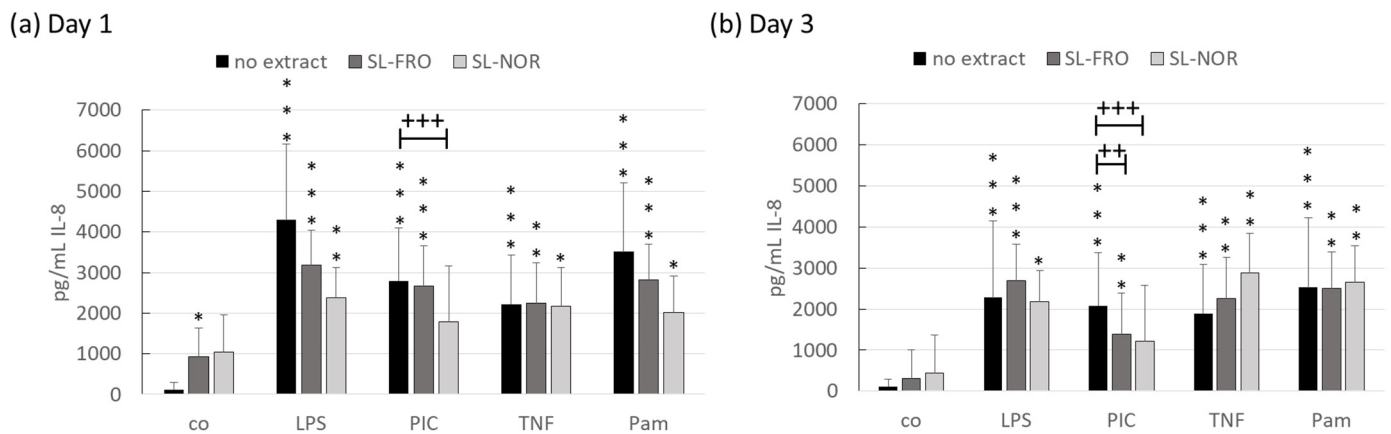 (a) Day 1
no extract SL-FRO SL-NOR
pg/mL IL-8
7000
6000
5000
4000
3000
2000
1000
0
* * *
* * *
* *
*
+++
* * *
* * *
* *
* *
*
* * *
* * *
*
co LPS PIC TNF Pam
(b) Day 3
no extract SL-FRO SL-NOR
pg/mL IL-8
7000
6000
5000
4000
3000
2000
1000
0
+++
++
* * *
* * *
*
* * *
* *
* * *
* *
* *
* * *
* *
* *
co LPS PIC TNF Pam